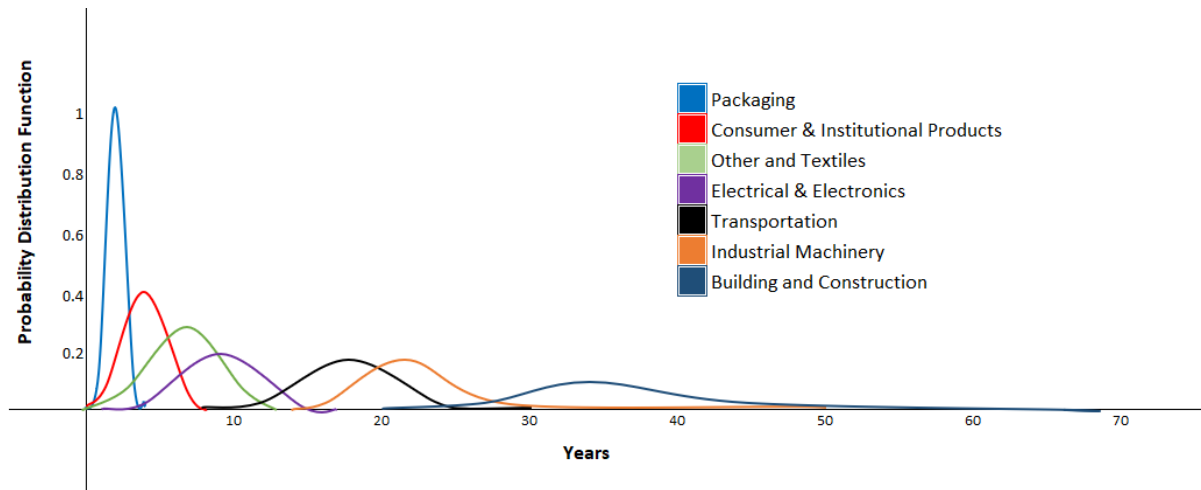 Probability Distribution Function
1
0.8
0.6
0.4
0.2
10
20
30
40
50
60
70
Years
Packaging
Consumer & Institutional Products
Other and Textiles
Electrical & Electronics
Transportation
Industrial Machinery
Building and Construction